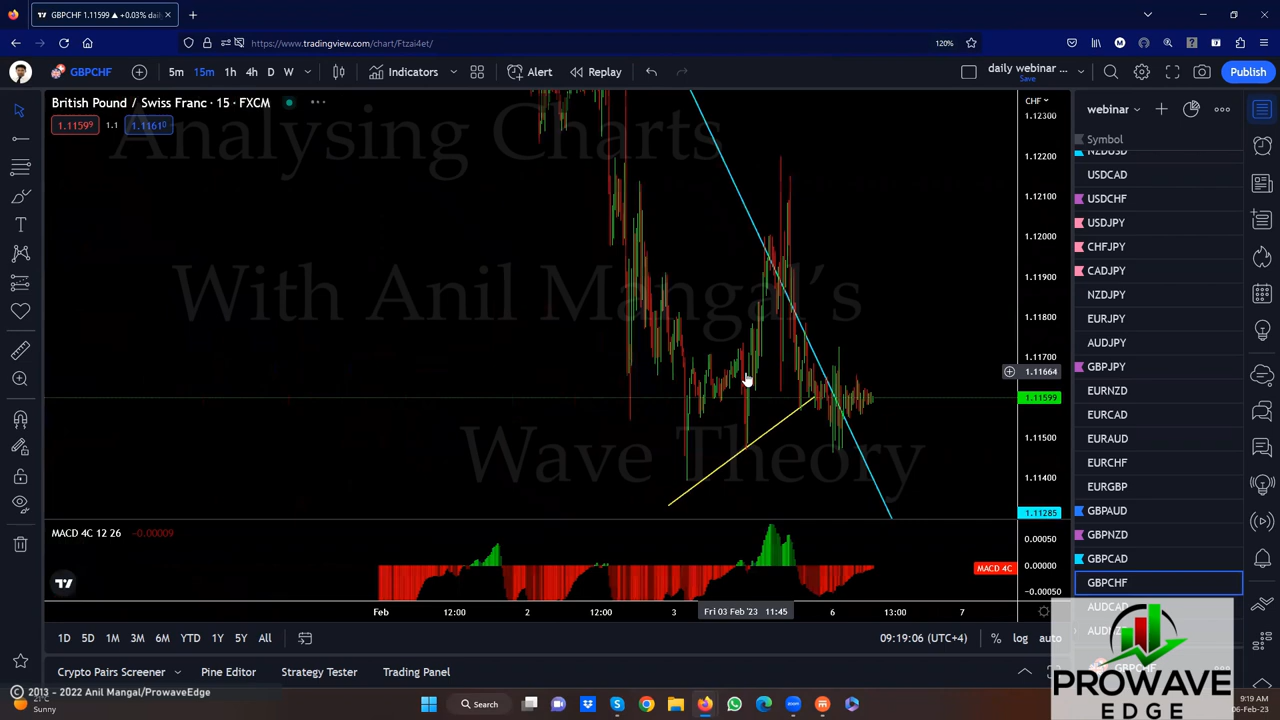 GBPCHF 1.11599 ▲ +0.03% daily
https://www.tradingview.com/chart/Ftzai4et/
120%
GBPCHF
5m 15m 1h 4h D W
Indicators
Alert
Replay
daily webinar ...
Save
Publish
British Pound / Swiss Franc · 15 · FXCM
1.11599 1.1 1.11610
CHF
webinar
Symbol
Analysing Charts
With Anil Mangal's
Wave Theory
1.12300
1.12200
1.12100
1.12000
1.11900
1.11800
1.11700
1.11664
1.11599
1.11500
1.11400
1.11285
NZDUSD
USDCAD
USDCHF
USDJPY
CHFJPY
CADJPY
NZDJPY
EURJPY
AUDJPY
GBPJPY
EURNZD
EURCAD
EURAUD
EURCHF
EURGBP
GBPAUD
GBPNZD
GBPCAD
GBPCHF
AUDCAD
GBPCHF
MACD 4C 12 26 -0.00009
0.00050
MACD 4C
0.00000
-0.00050
Feb 12:00 2 12:00 3 Fri 03 Feb '23 11:45 6 13:00 7
1D 5D 1M 3M 6M YTD 1Y 5Y All
09:19:06 (UTC+4) % log auto
Crypto Pairs Screener
Pine Editor
Strategy Tester
Trading Panel
© 2013 - 2022 Anil Mangal/ProwaveEdge
21°C
Sunny
Search
9:19 AM
06-Feb-23
PROWAVE
EDGE